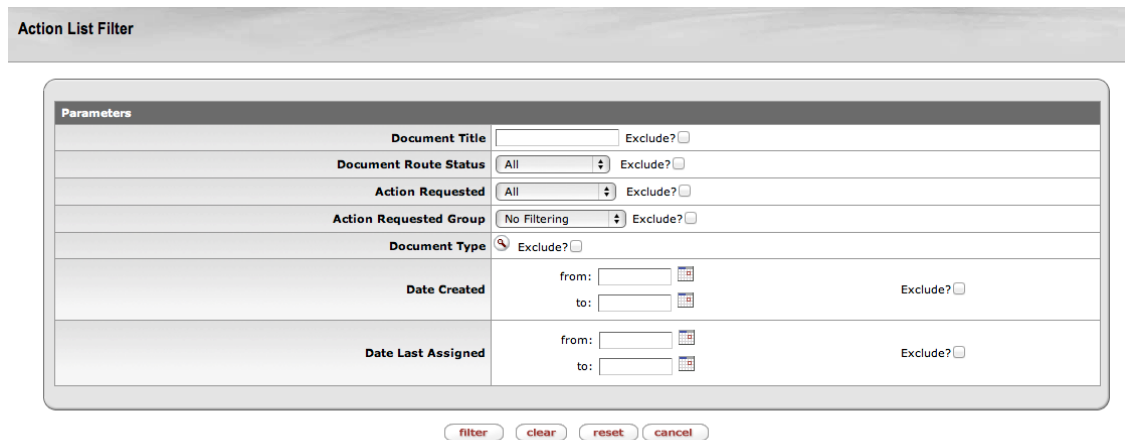 Action List Filter
Parameters
Document Title Exclude?
Document Route Status All Exclude?
Action Requested All Exclude?
Action Requested Group No Filtering Exclude?
Document Type Exclude?
from:
Date Created Exclude?
to:
from:
Date Last Assigned Exclude?
to:
filter clear reset cancel